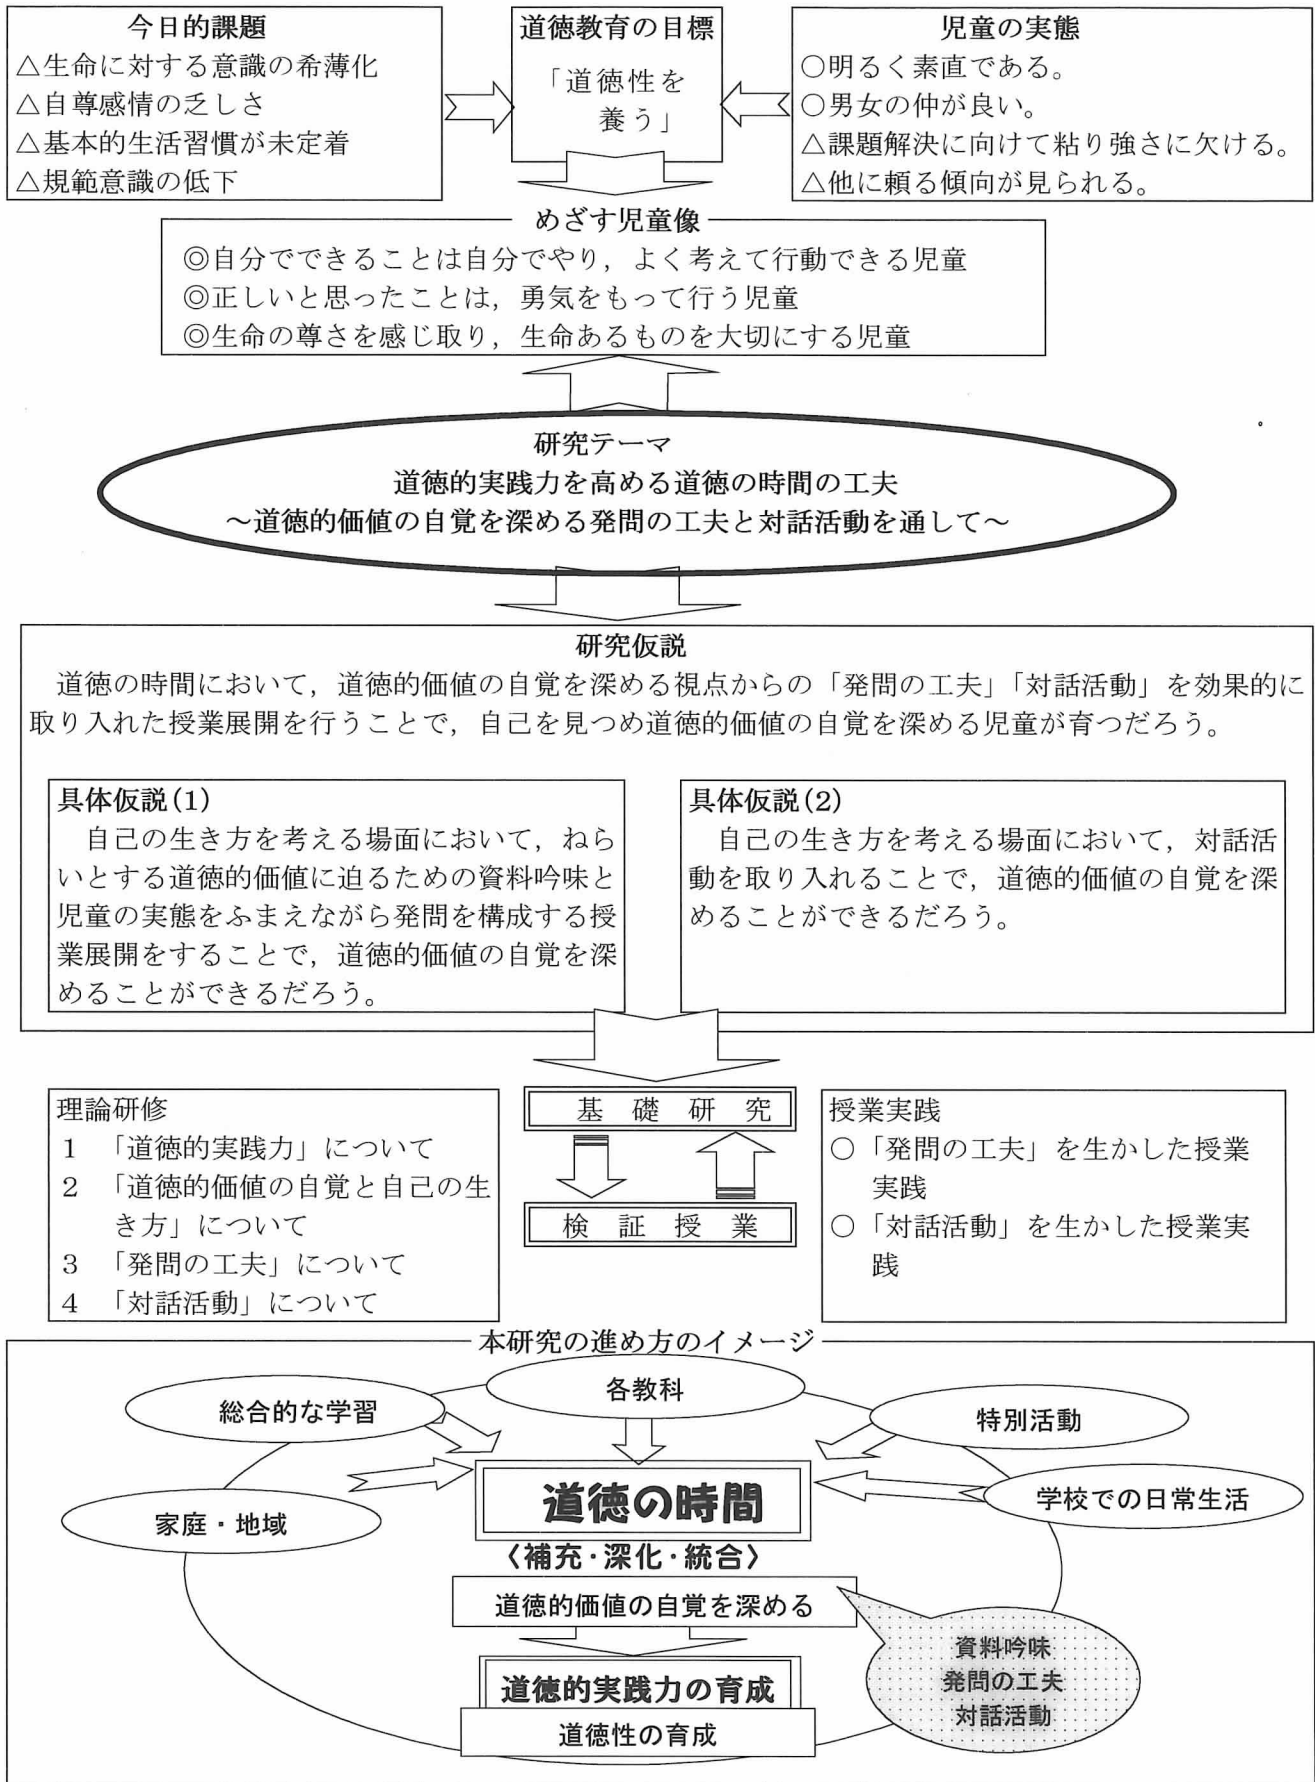 今日的課題
△生命に対する意識の希薄化
△自尊感情の乏しさ
△基本的生活習慣が未定着
△規範意識の低下
道徳教育の目標
「道徳性を
養う」
児童の実態
○明るく素直である。
○男女の仲が良い。
△課題解決に向けて粘り強さに欠ける。
△他に頼る傾向が見られる。
めざす児童像
◎自分でできることは自分でやり，よく考えて行動できる児童
◎正しいと思ったことは，勇気をもって行う児童
◎生命の尊さを感じ取り，生命あるものを大切にする児童
研究テーマ
道徳的実践力を高める道徳の時間の工夫
～道徳的価値の自覚を深める発問の工夫と対話活動を通して～
研究仮説
道徳の時間において，道徳的価値の自覚を深める視点からの「発問の工夫」「対話活動」を効果的に
取り入れた授業展開を行うことで，自己を見つめ道徳的価値の自覚を深める児童が育つだろう。
具体仮説(1)
自己の生き方を考える場面において，ねら
いとする道徳的価値に迫るための資料吟味と
児童の実態をふまえながら発問を構成する授
業展開をすることで，道徳的価値の自覚を深
めることができるだろう。
具体仮説(2)
自己の生き方を考える場面において，対話活
動を取り入れることで，道徳的価値の自覚を深
めることができるだろう。
理論研修
1 「道徳的実践力」について
2 「道徳的価値の自覚と自己の生
き方」について
3 「発問の工夫」について
4 「対話活動」について
基 礎 研 究
検 証 授 業
授業実践
○「発問の工夫」を生かした授業
実践
○「対話活動」を生かした授業実
践
本研究の進め方のイメージ
各教科
総合的な学習
特別活動
家庭・地域
学校での日常生活
道徳の時間
〈補充・深化・統合〉
道徳的価値の自覚を深める
資料吟味
発問の工夫
対話活動
道徳的実践力の育成
道徳性の育成